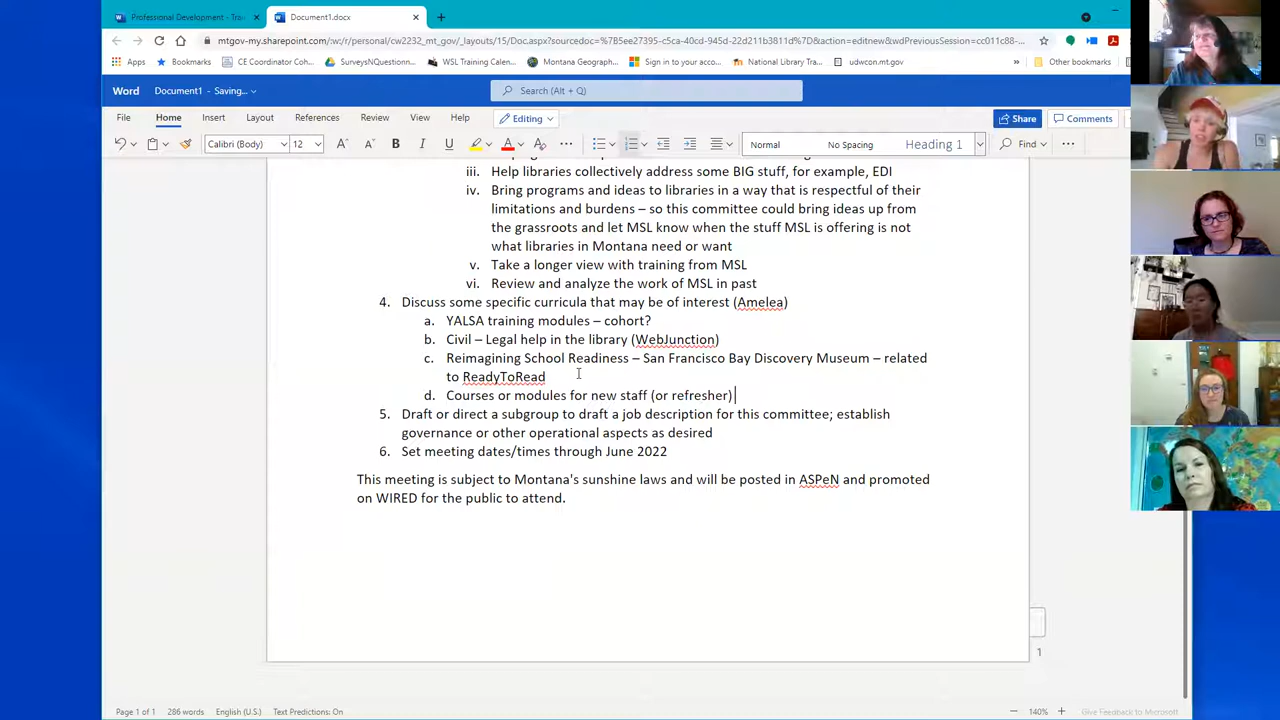 Professional Development - Trai
Document1.docx
mtgov-my.sharepoint.com/:w:/r/personal/cw2232_mt_gov/_layouts/15/Doc.aspx?sourcedoc=%7B5ee27395-c5ca-40cd-945d-22d211b3811d%7D&action=editnew&wdPreviousSession=cc011c88-...
Apps
Bookmarks
CE Coordinator Coh...
SurveysNQuestionn...
WSL Training Calen...
Montana Geograph...
Sign in to your acco...
National Library Tra...
udwcon.mt.gov
»
Other bookmarks
Word
Document1 - Saving...
Search (Alt + Q)
File
Home
Insert
Layout
References
Review
View
Help
Editing
Share
Comments
Calibri (Body)
12
B
I
U
Normal
No Spacing
Heading 1
Find
iii. Help libraries collectively address some BIG stuff, for example, EDI
iv. Bring programs and ideas to libraries in a way that is respectful of their
limitations and burdens – so this committee could bring ideas up from
the grassroots and let MSL know when the stuff MSL is offering is not
what libraries in Montana need or want
v. Take a longer view with training from MSL
vi. Review and analyze the work of MSL in past
4. Discuss some specific curricula that may be of interest (Amelea)
a. YALSA training modules – cohort?
b. Civil – Legal help in the library (WebJunction)
c. Reimagining School Readiness – San Francisco Bay Discovery Museum – related
to ReadyToRead
d. Courses or modules for new staff (or refresher)
5. Draft or direct a subgroup to draft a job description for this committee; establish
governance or other operational aspects as desired
6. Set meeting dates/times through June 2022
This meeting is subject to Montana's sunshine laws and will be posted in ASPeN and promoted
on WIRED for the public to attend.
1
Page 1 of 1
286 words
English (U.S.)
Text Predictions: On
140%
Give Feedback to Microsoft